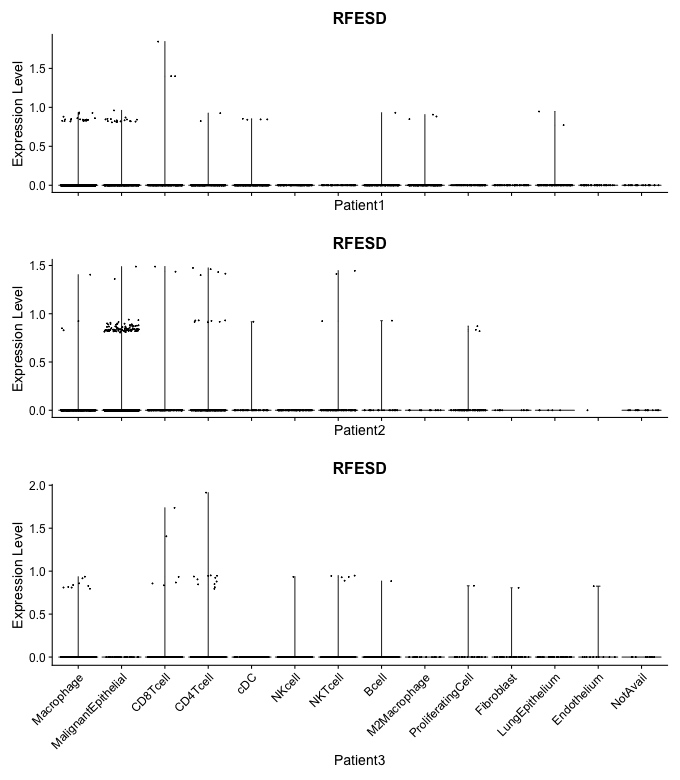 RFESD
Expression Level
1.5
1.0
0.5
0.0
Patient1
RFESD
Expression Level
1.5
1.0
0.5
0.0
Patient2
RFESD
Expression Level
2.0
1.5
1.0
0.5
0.0
Macrophage
MalignantEpithelial
CD8Tcell
CD4Tcell
cDC
NKcell
NKTcell
Bcell
M2Macrophage
ProliferatingCell
Fibroblast
LungEpithelium
Endothelium
NotAvail
Patient3